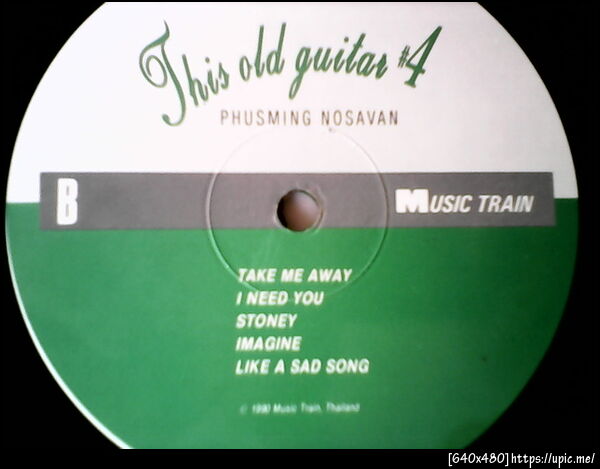 This old guitar #4
PHUSMING NOSAVAN
B
MUSIC TRAIN
TAKE ME AWAY
I NEED YOU
STONEY
IMAGINE
LIKE A SAD SONG
© 1990 Music Train, Thailand
[640x480]https://upic.me/